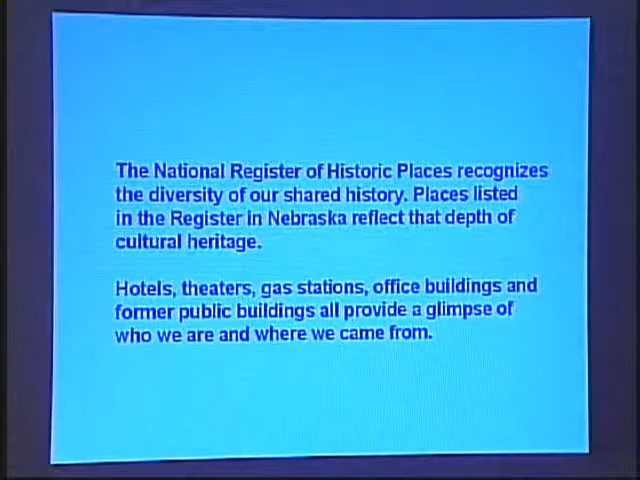 The National Register of Historic Places recognizes
the diversity of our shared history. Places listed
in the Register in Nebraska reflect that depth of
cultural heritage.
Hotels, theaters, gas stations, office buildings and
former public buildings all provide a glimpse of
who we are and where we came from.